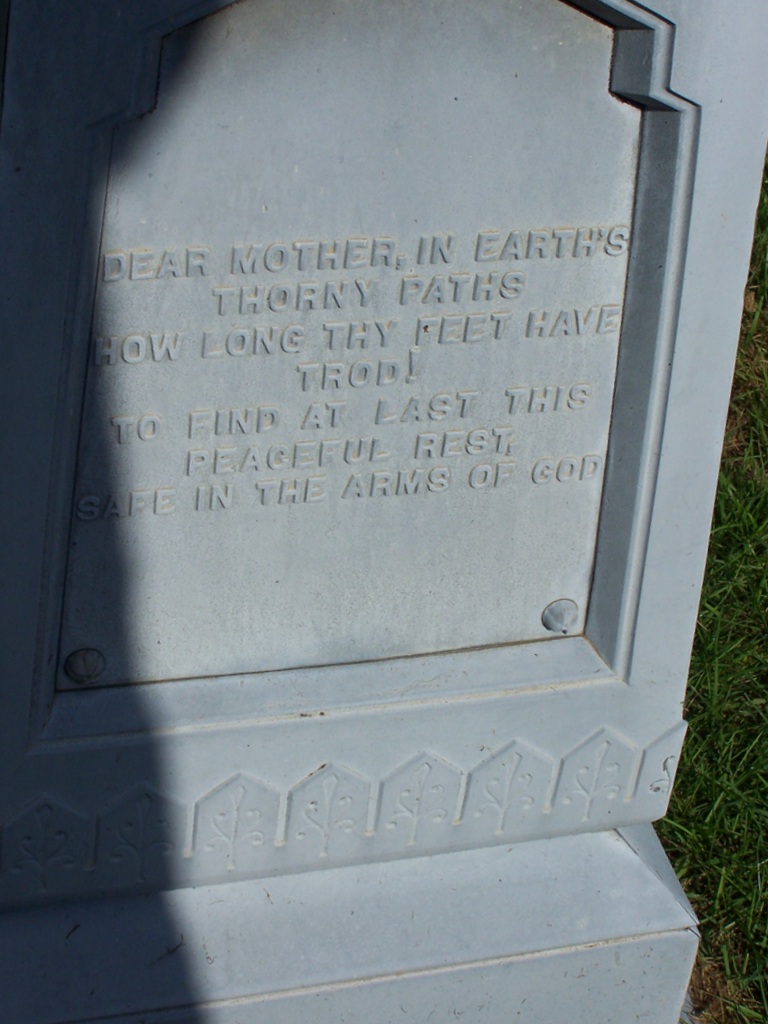 DEAR MOTHER, IN EARTH'S
THORNY PATHS
HOW LONG THY FEET HAVE
TROD!
TO FIND AT LAST THIS
PEACEFUL REST,
SAFE IN THE ARMS OF GOD